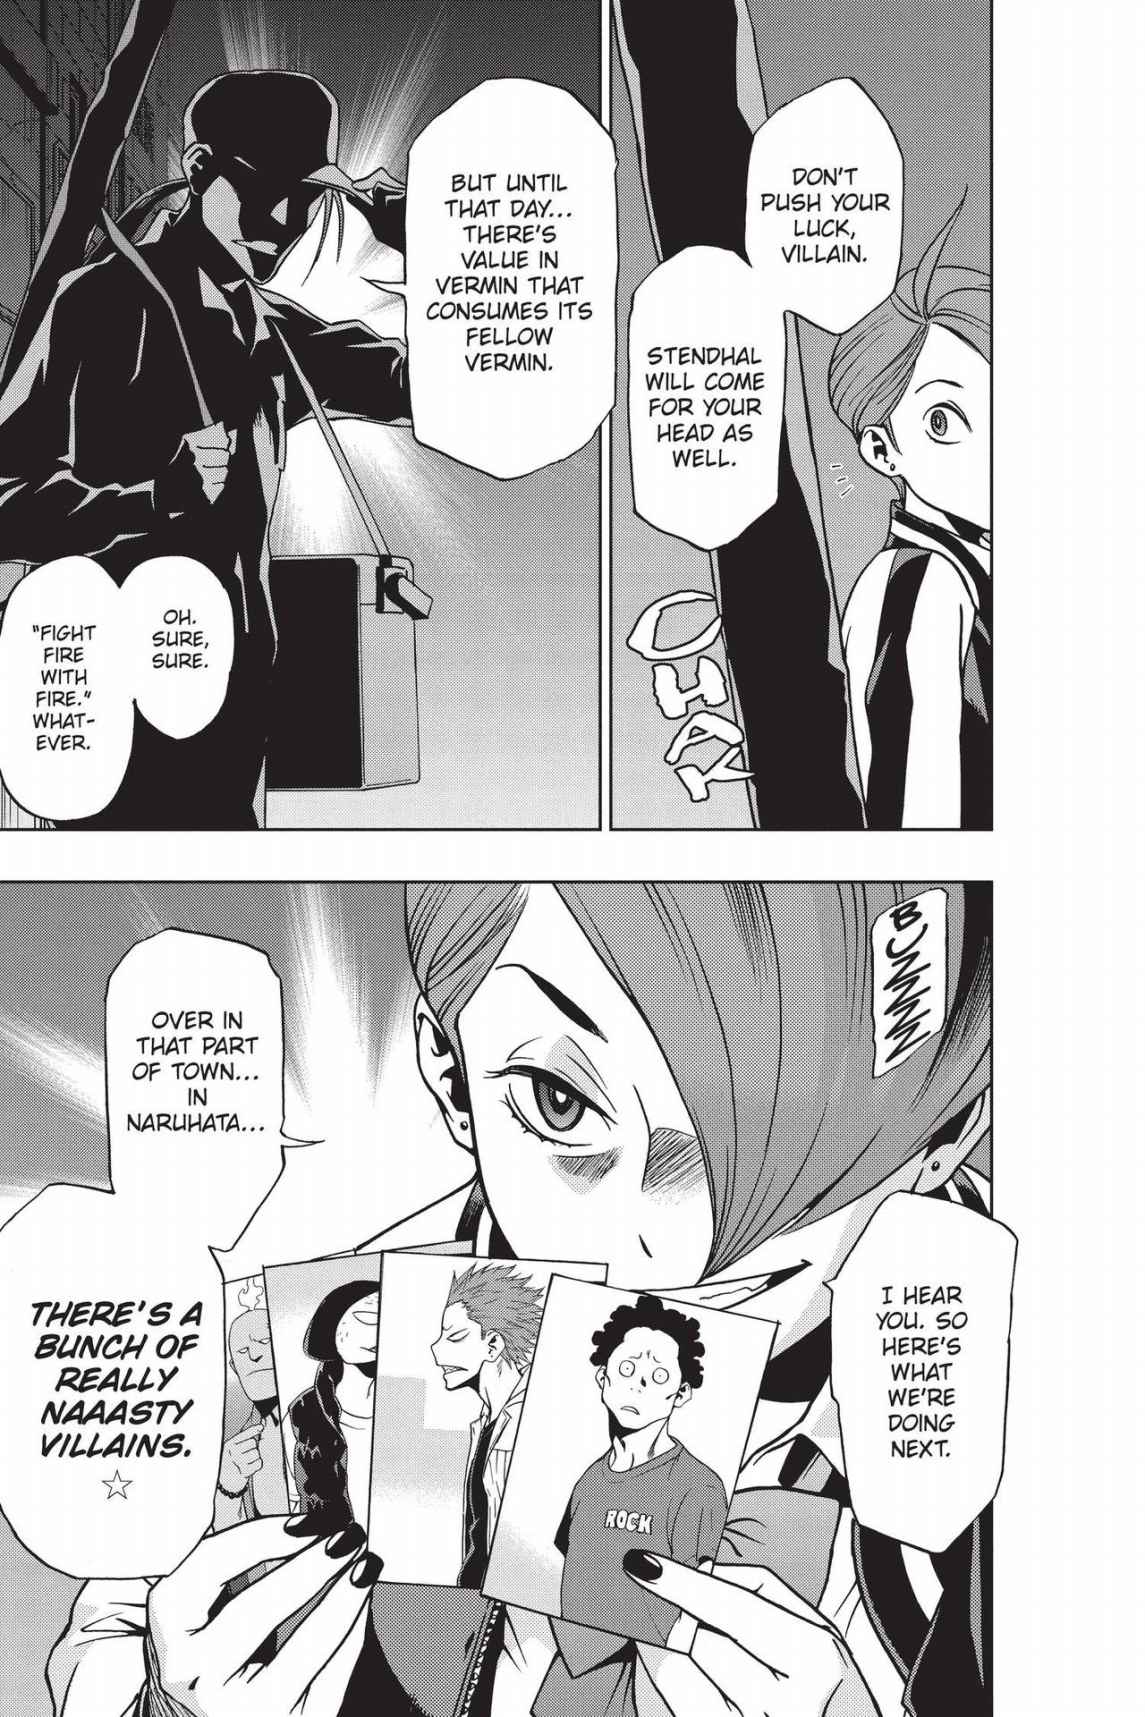 DON'T
PUSH YOUR
LUCK,
VILLAIN.
STENDHAL
WILL COME
FOR YOUR
HEAD AS
WELL.
CHAK
BUT UNTIL
THAT DAY...
THERE'S
VALUE IN
VERMIN THAT
CONSUMES ITS
FELLOW
VERMIN.
OH.
SURE,
SURE.
"FIGHT
FIRE
WITH
FIRE."
WHAT-
EVER.
BUZZZZ
I HEAR
YOU. SO
HERE'S
WHAT
WE'RE
DOING
NEXT.
OVER IN
THAT PART
OF TOWN...
IN
NARUHATA...
THERE'S A
BUNCH OF
REALLY
NAAASTY
VILLAINS.
☆
ROCK